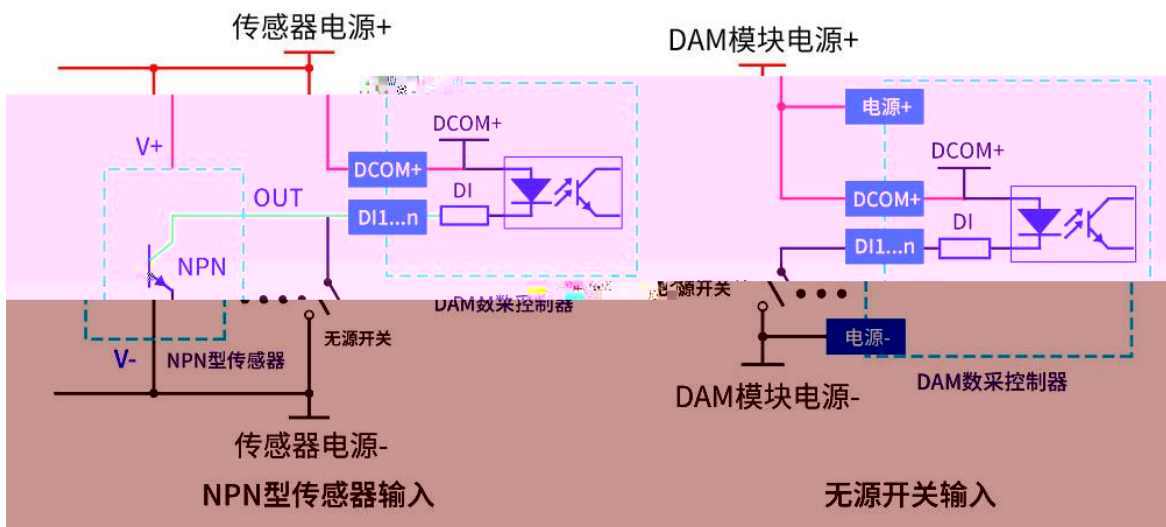 传感器电源+
DCOM+
V+
DCOM+
DI
OUT
DI1...n
NPN
DAM数采控制器
无源开关
V-
NPN型传感器
传感器电源-
NPN型传感器输入
DAM模块电源+
电源+
DCOM+
DCOM+
DI
DI1...n
无源开关
电源-
DAM数采控制器
DAM模块电源-
无源开关输入